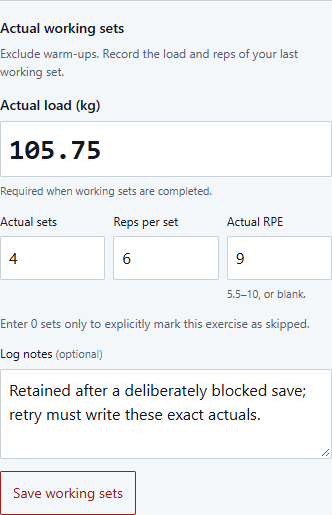 Actual working sets
Exclude warm-ups. Record the load and reps of your last
working set.
Actual load (kg)
105.75
Required when working sets are completed.
Actual sets Reps per set Actual RPE
4 6 9
5.5–10, or blank.
Enter 0 sets only to explicitly mark this exercise as skipped.
Log notes (optional)
Retained after a deliberately blocked save;
retry must write these exact actuals.
Save working sets